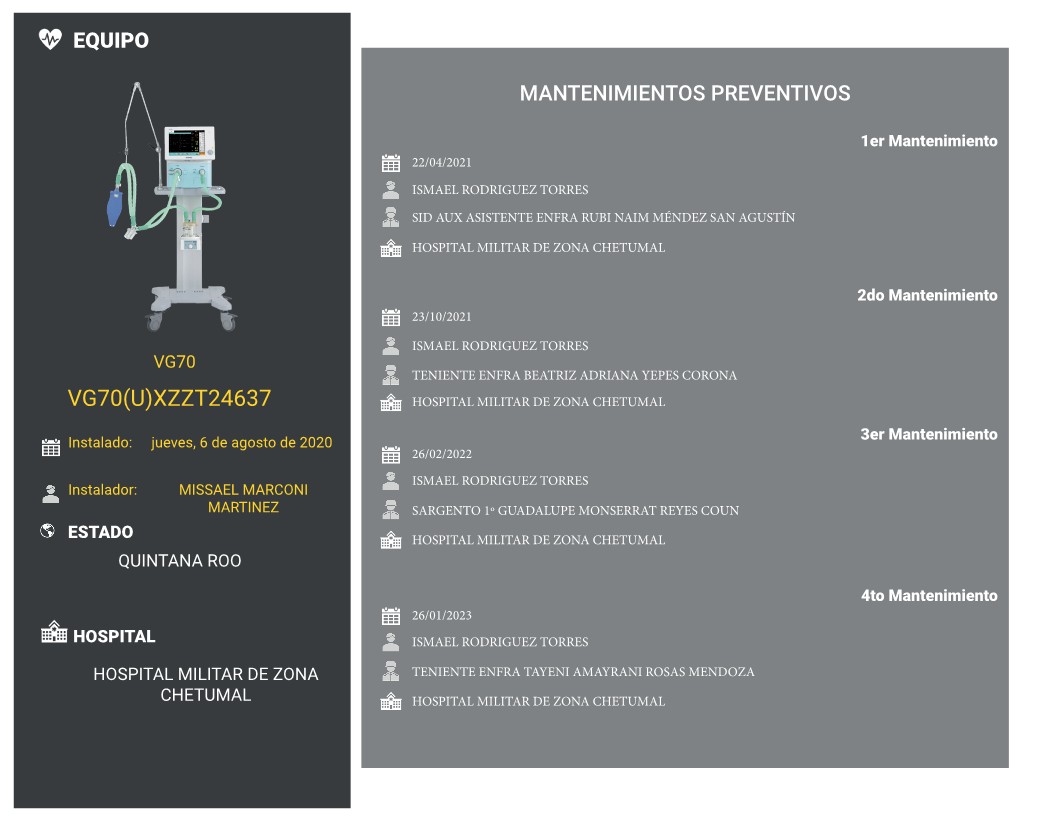 EQUIPO
VG70
VG70(U)XZZT24637
Instalado: jueves, 6 de agosto de 2020
Instalador: MISSAEL MARCONI
MARTINEZ
ESTADO
QUINTANA ROO
HOSPITAL
HOSPITAL MILITAR DE ZONA
CHETUMAL
MANTENIMIENTOS PREVENTIVOS
1er Mantenimiento
22/04/2021
ISMAEL RODRIGUEZ TORRES
SID AUX ASISTENTE ENFRA RUBI NAIM MÉNDEZ SAN AGUSTÍN
HOSPITAL MILITAR DE ZONA CHETUMAL
2do Mantenimiento
23/10/2021
ISMAEL RODRIGUEZ TORRES
TENIENTE ENFRA BEATRIZ ADRIANA YEPES CORONA
HOSPITAL MILITAR DE ZONA CHETUMAL
3er Mantenimiento
26/02/2022
ISMAEL RODRIGUEZ TORRES
SARGENTO 1º GUADALUPE MONSERRAT REYES COUN
HOSPITAL MILITAR DE ZONA CHETUMAL
4to Mantenimiento
26/01/2023
ISMAEL RODRIGUEZ TORRES
TENIENTE ENFRA TAYENI AMAYRANI ROSAS MENDOZA
HOSPITAL MILITAR DE ZONA CHETUMAL